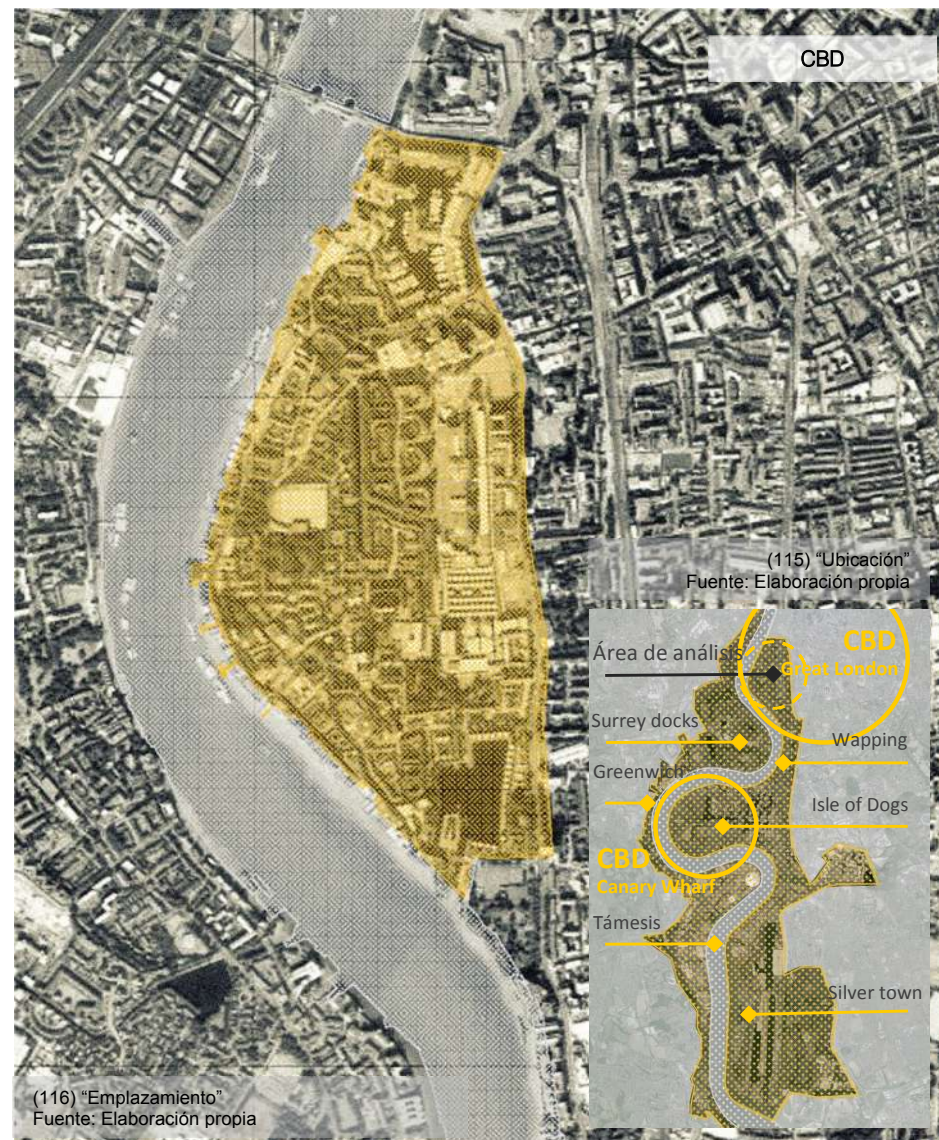 CBD
(115) “Ubicación”
Fuente: Elaboración propia
CBD
Great London
Área de análisis
Surrey docks
Wapping
Greenwich
Isle of Dogs
CBD
Canary Wharf
Támesis
Silver town
(116) “Emplazamiento”
Fuente: Elaboración propia